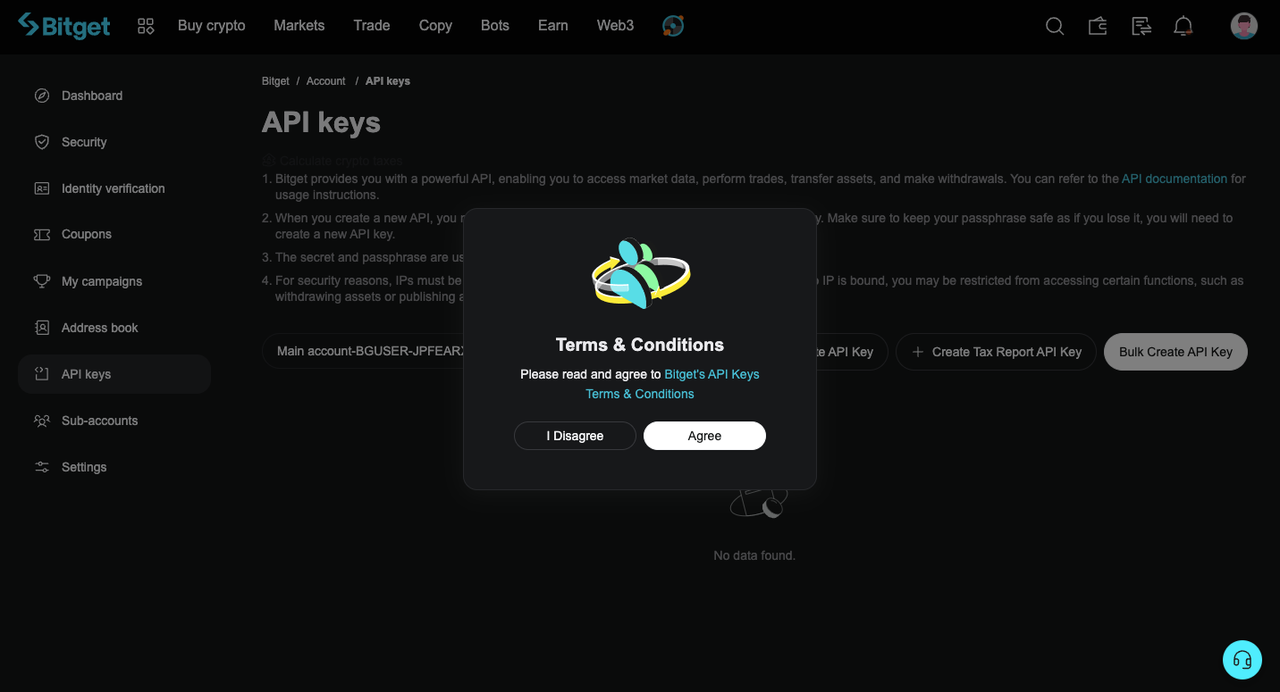 Bitget
Buy crypto
Markets
Trade
Copy
Bots
Earn
Web3
Dashboard
Security
Identity verification
Coupons
My campaigns
Address book
API keys
Sub-accounts
Settings
Bitget / Account / API keys
API keys
Calculate crypto taxes
1. Bitget provides you with a powerful API, enabling you to access market data, perform trades, transfer assets, and make withdrawals. You can refer to the API documentation for
usage instructions.
2. When you create a new API, you
. Make sure to keep your passphrase safe as if you lose it, you will need to
create a new API key.
3. The secret and passphrase are
4. For security reasons, IPs must be
IP is bound, you may be restricted from accessing certain functions, such as
withdrawing assets or publishing
Main account-BGUSER-JPFEAR
API Key
+ Create Tax Report API Key
Bulk Create API Key
Terms & Conditions
Please read and agree to Bitget's API Keys
Terms & Conditions
I Disagree
Agree
No data found.